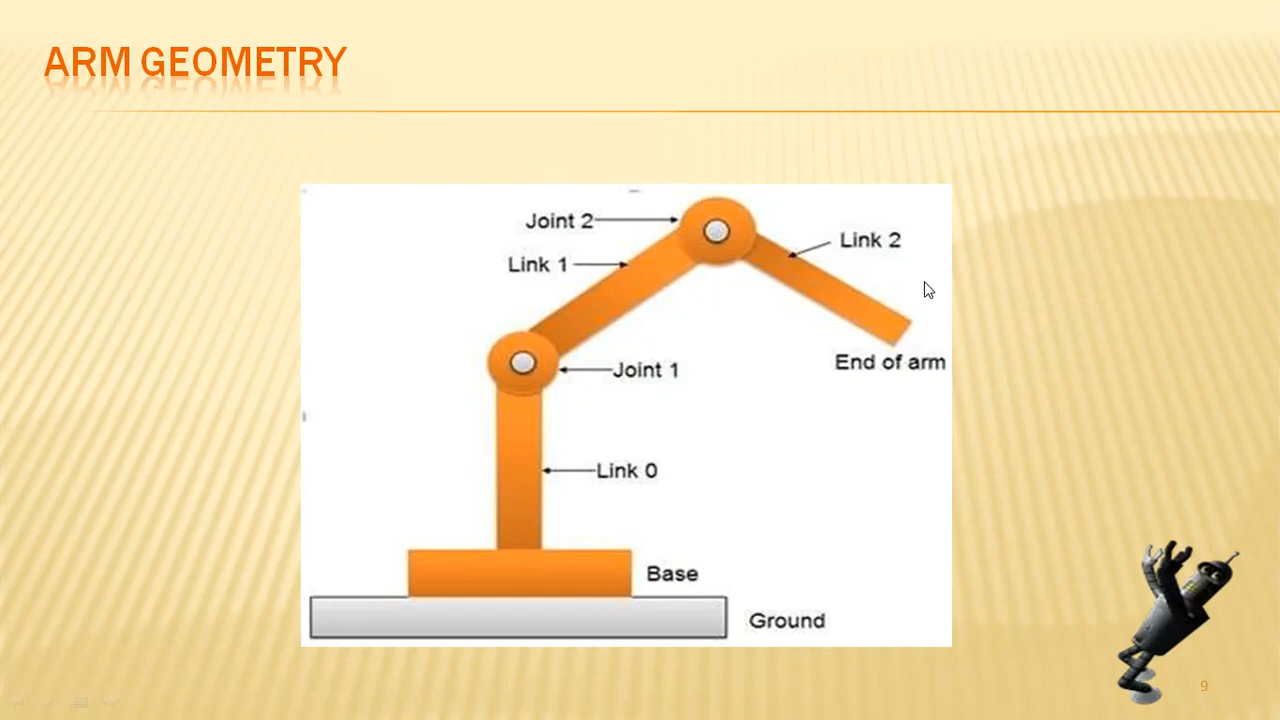 ARM GEOMETRY
Joint 2
Link 2
Link 1
End of arm
Joint 1
Link 0
Base
Ground
9